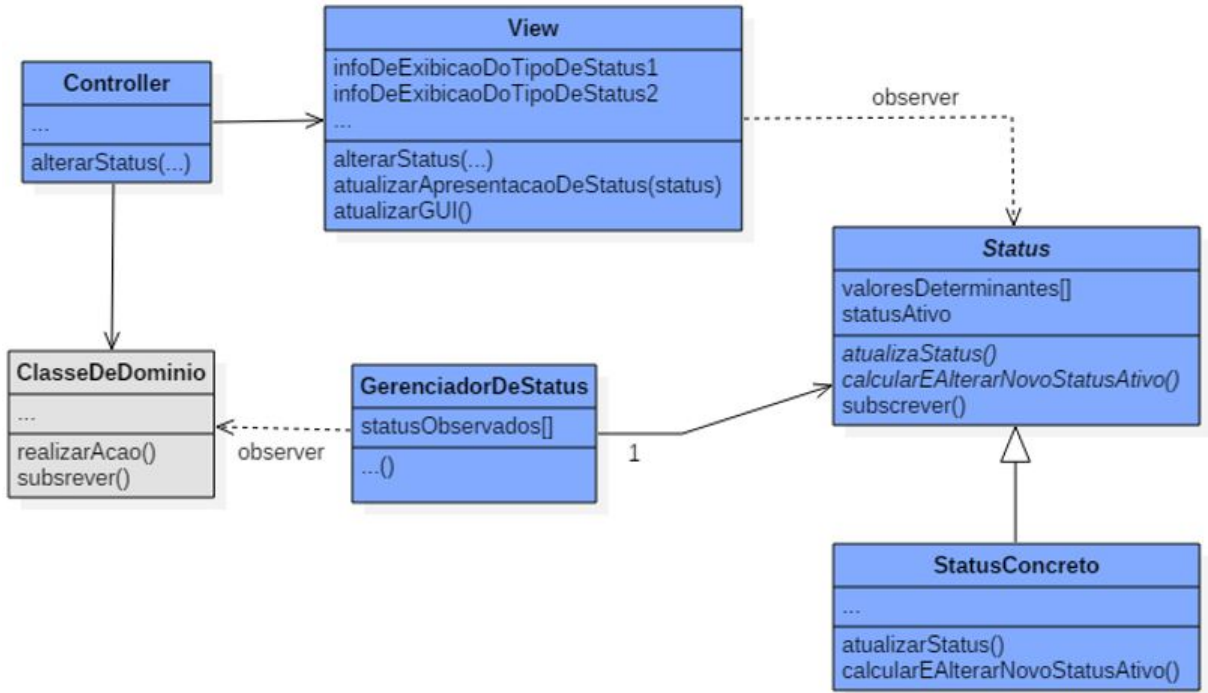 View
infoDeExibicaoDoTipoDeStatus1
infoDeExibicaoDoTipoDeStatus2
...
alterarStatus(...)
atualizarApresentacaoDeStatus(status)
atualizarGUI()
Controller
...
alterarStatus(...)
observer
Status
valoresDeterminantes[]
statusAtivo
atualizaStatus()
calcularEAlterarNovoStatusAtivo()
subscrever()
ClasseDeDominio
...
realizarAcao()
subsrever()
observer
GerenciadorDeStatus
statusObservados[]
...()
1
StatusConcreto
...
atualizarStatus()
calcularEAlterarNovoStatusAtivo()